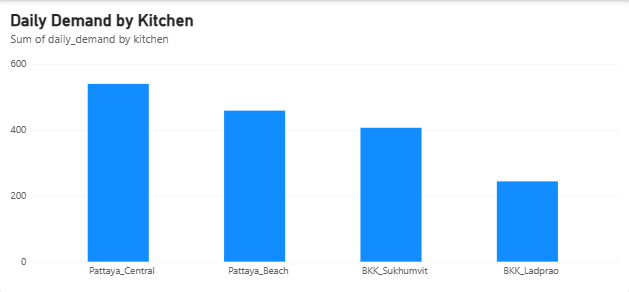 Daily Demand by Kitchen
Sum of daily_demand by kitchen
600
400
200
0
Pattaya_Central Pattaya_Beach BKK_Sukhumvit BKK_Ladprao